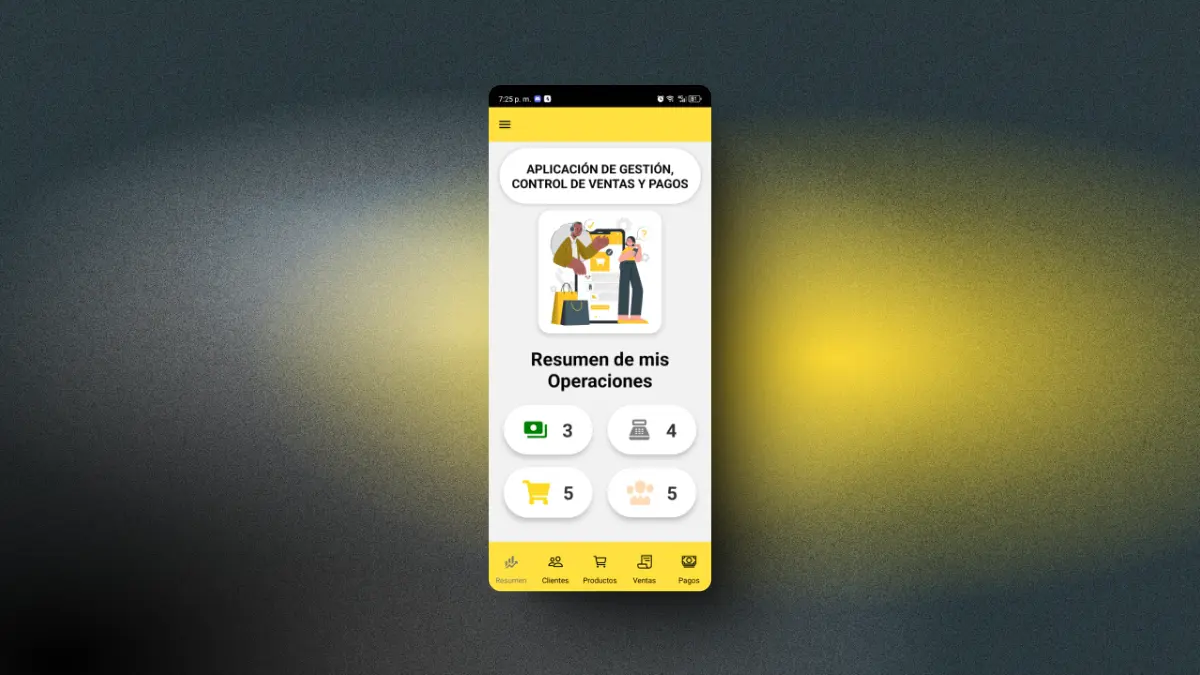 7:25 p. m.
APLICACIÓN DE GESTIÓN,
CONTROL DE VENTAS Y PAGOS
Resumen de mis
Operaciones
3
4
5
5
Resumen
Clientes
Productos
Ventas
Pagos